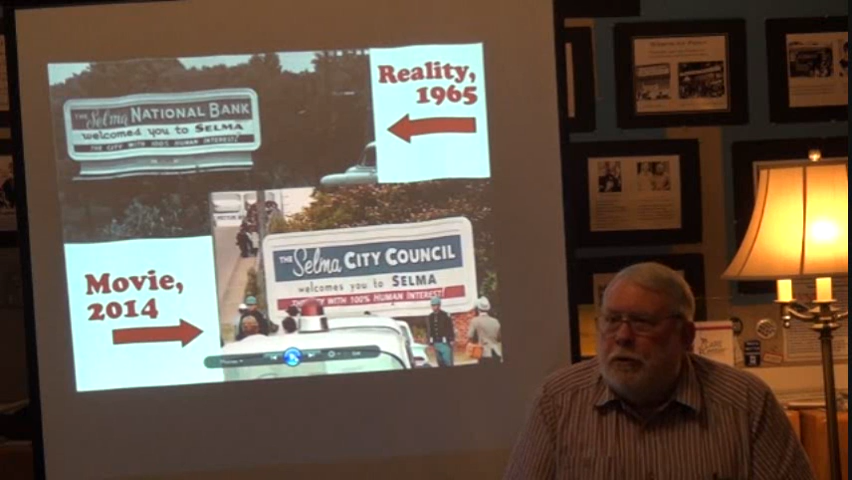 Reality,
1965
THE Selma NATIONAL BANK
welcomed you to SELMA
THE CITY WITH 100% HUMAN INTEREST!
Movie,
2014
THE Selma CITY COUNCIL
welcomes you to SELMA
THE CITY WITH 100% HUMAN INTEREST!